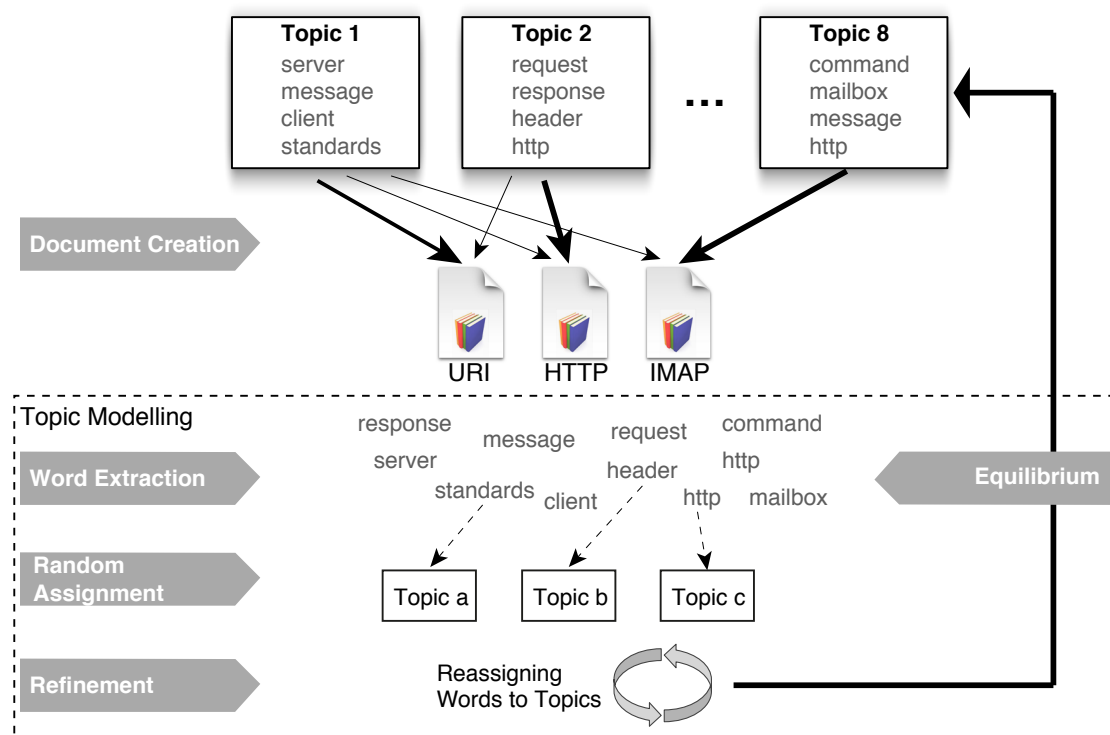 Topic 1
server
message
client
standards
Topic 2
request
response
header
http
...
Topic 8
command
mailbox
message
http
Document Creation
URI
HTTP
IMAP
Topic Modelling
response
message
request
command
server
header
http
standards
client
http
mailbox
Word Extraction
Equilibrium
Random
Assignment
Topic a
Topic b
Topic c
Refinement
Reassigning
Words to Topics